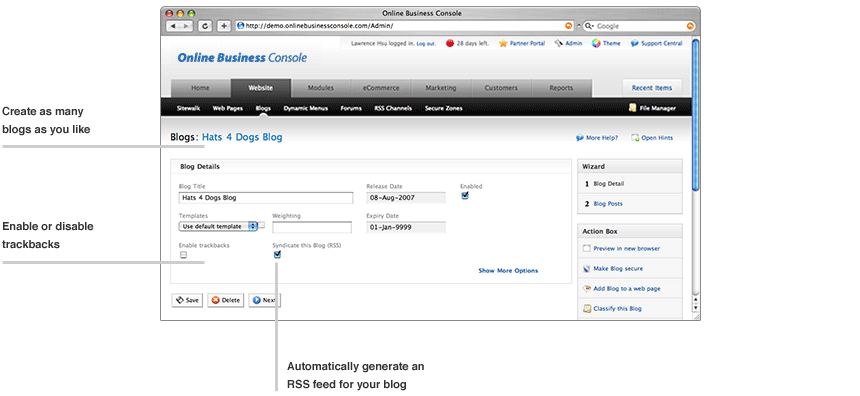 Online Business Console
http://demo.onlinebusinessconsole.com/Admin/
Google
Lawrence Hsu logged in. Log out. 28 days left. Partner Portal Admin Theme Support Central
Online Business Console
Home Website Modules eCommerce Marketing Customers Reports Recent Items
Sitewalk Web Pages Blogs Dynamic Menus Forums RSS Channels Secure Zones File Manager
Create as many
blogs as you like
Blogs: Hats 4 Dogs Blog
More Help? Open Hints
Blog Details
Blog Title Release Date Enabled
Hats 4 Dogs Blog 08-Aug-2007
Templates Weighting Expiry Date
Use default template 01-Jan-9999
Enable trackbacks Syndicate this Blog (RSS)
Show More Options
Save Delete Next
Wizard
1 Blog Detail
2 Blog Posts
Action Box
Preview in new browser
Make Blog secure
Add Blog to a web page
Classify this Blog
Enable or disable
trackbacks
Automatically generate an
RSS feed for your blog